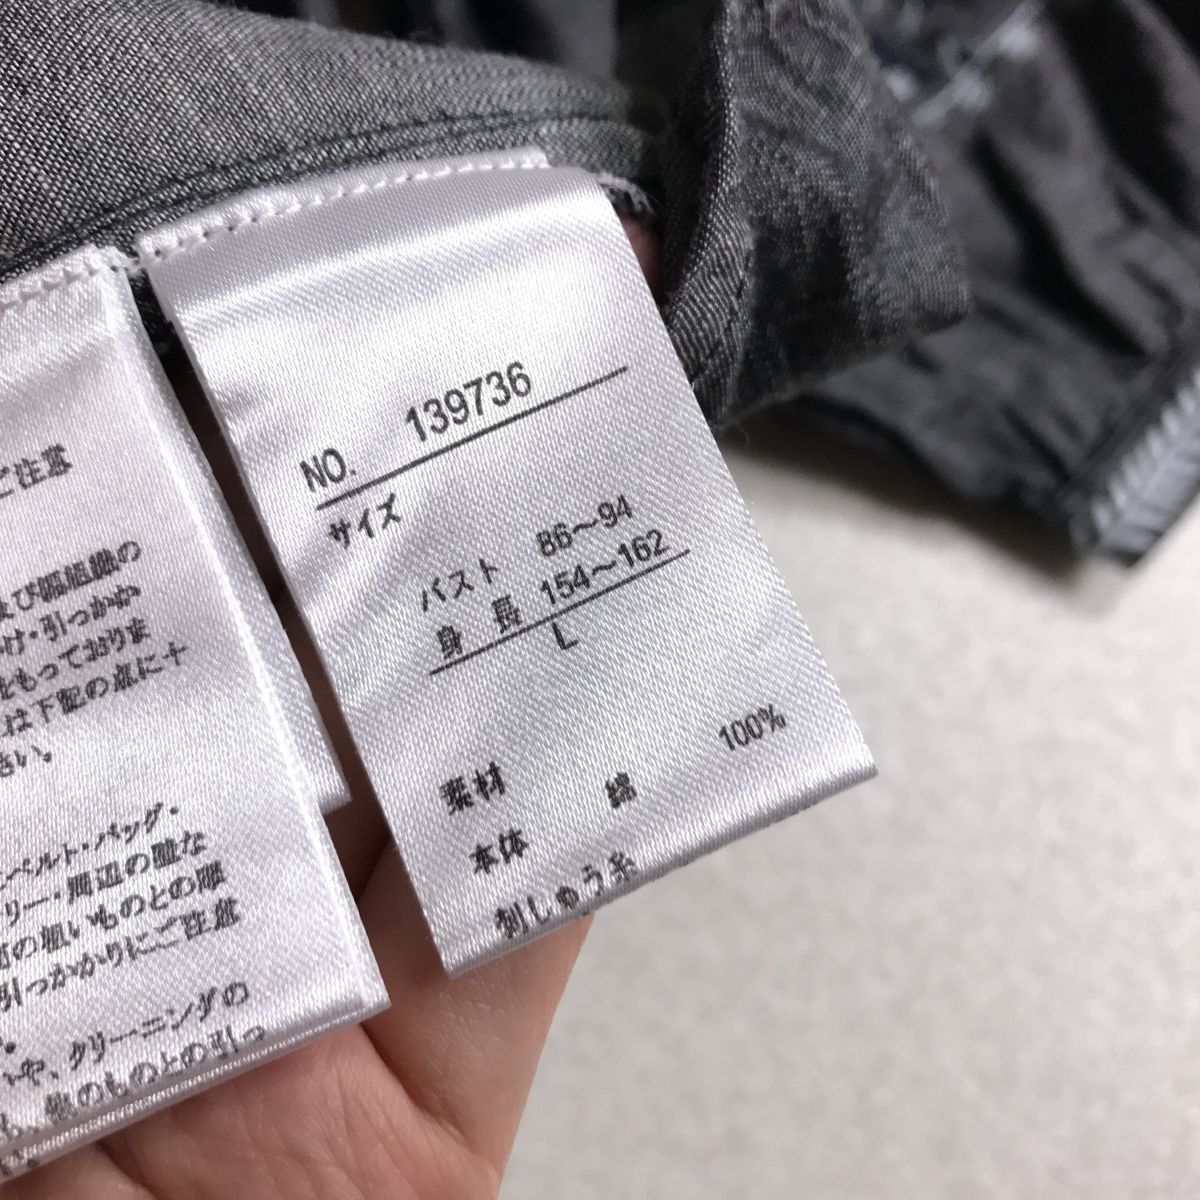 ご注意
及び編組織の
け・引っかか
ともっておりま
は下記の点に十
さい。
ベルト・バッグ・
リー・周辺の雑な
の粗いものとの摩
引っかかりにご注意
や、クリーニングの
、他のものとの引っ
NO. 139736
サイズ
バスト 86～94
身長 154～162
L
素材
本体 綿 100%
刺しゅう糸